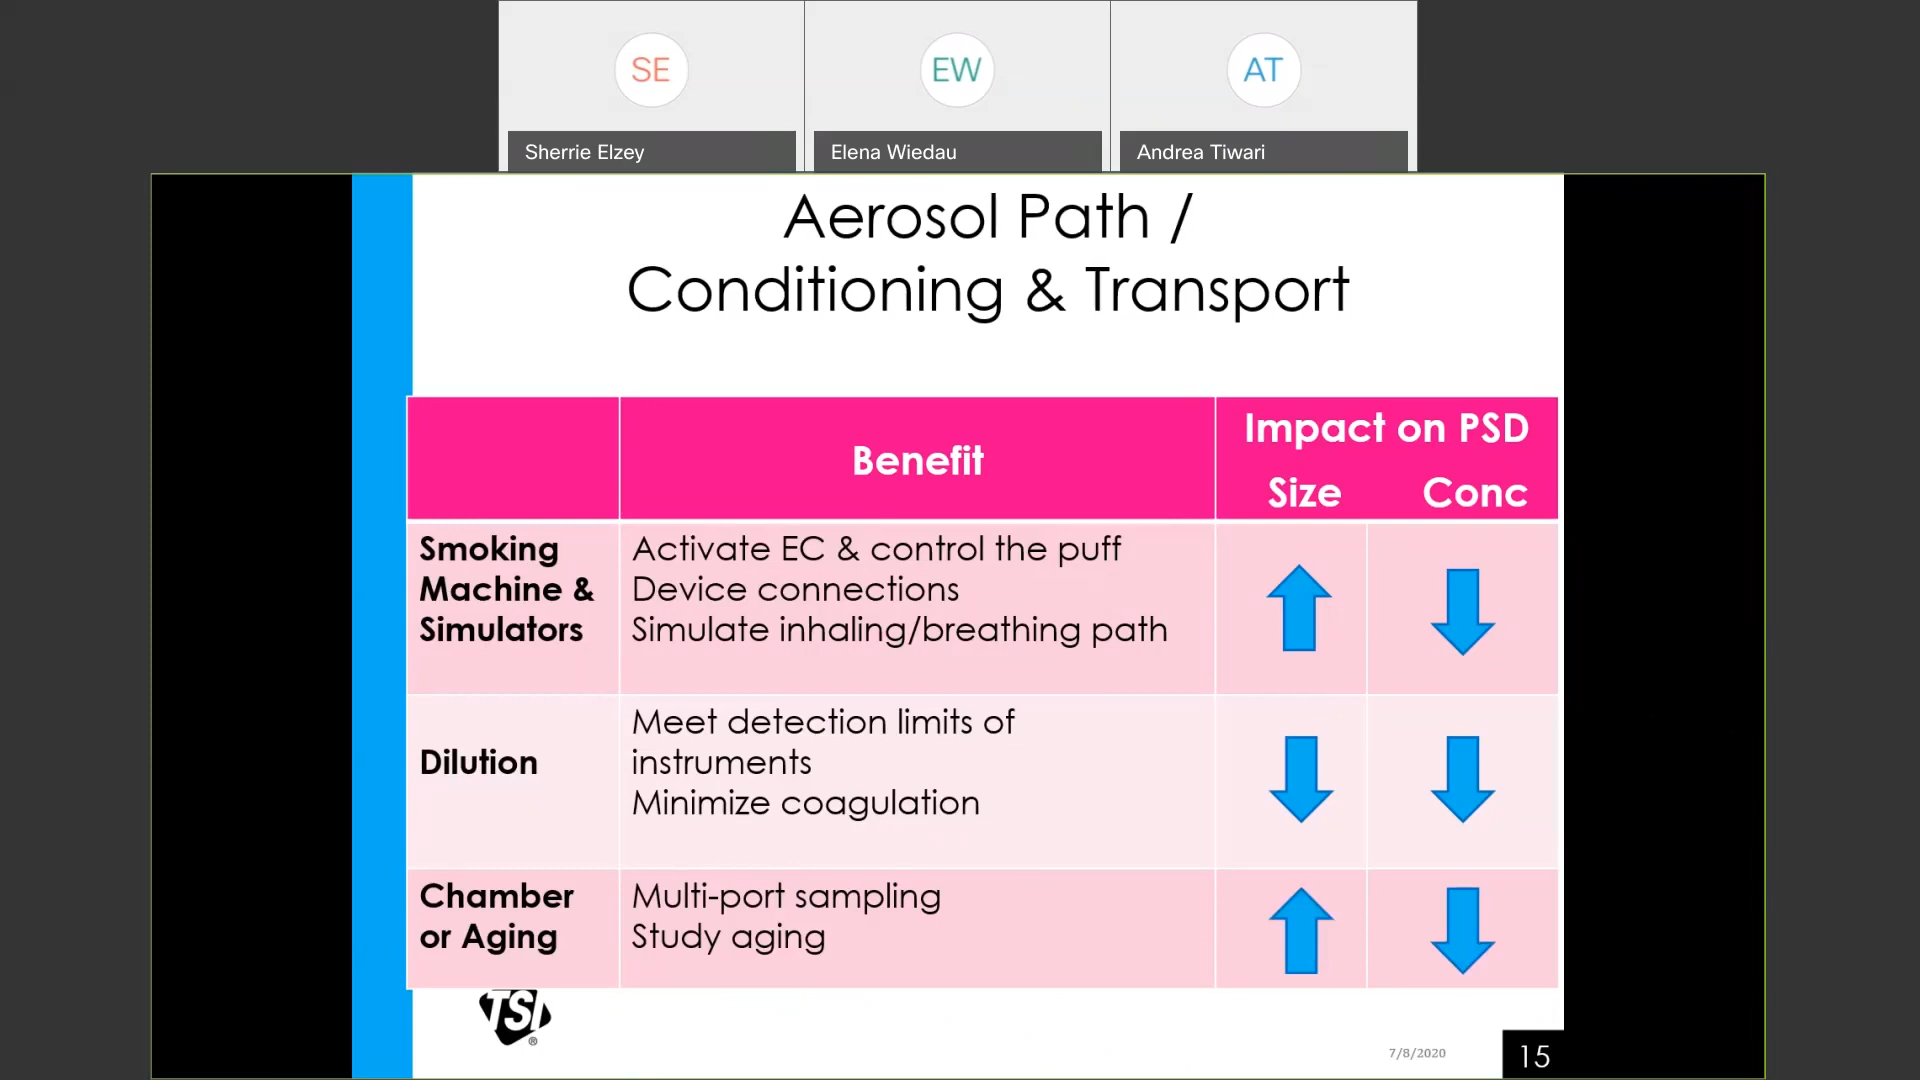 SE
EW
AT
Sherrie Elzey
Elena Wiedau
Andrea Tiwari
Aerosol Path /
Conditioning & Transport
Benefit
Impact on PSD
Size
Conc
Smoking
Machine &
Simulators
Activate EC & control the puff
Device connections
Simulate inhaling/breathing path
Dilution
Meet detection limits of
instruments
Minimize coagulation
Chamber
or Aging
Multi-port sampling
Study aging
TSI®
7/8/2020
15